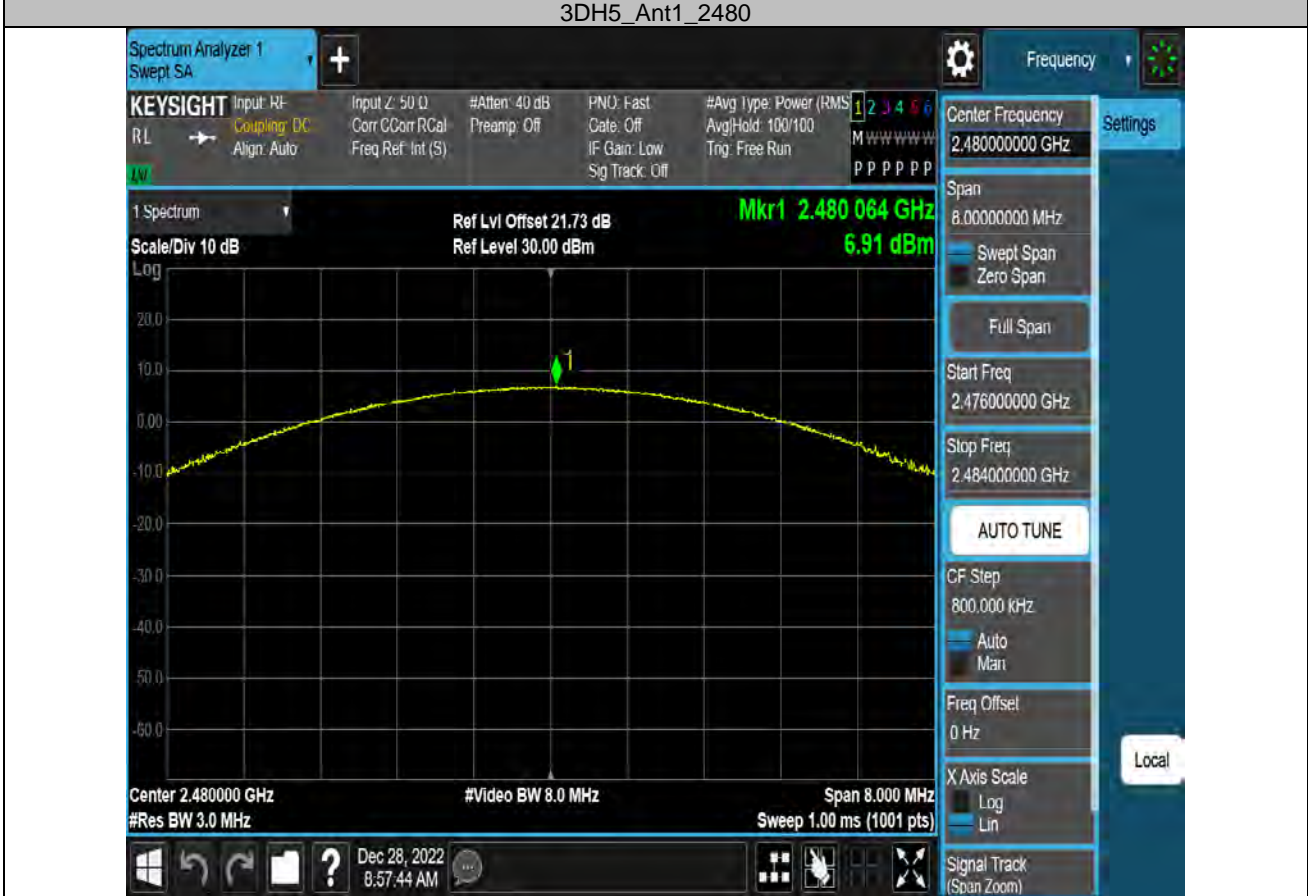 3DH5_Ant1_2480
Spectrum Analyzer 1
Swept SA
Frequency
KEYSIGHT
RL
Input: RF
Coupling: DC
Align: Auto
Input Z: 50 Ω
Corr CCorr RCal
Freq Ref: Int (S)
#Atten: 40 dB
Preamp: Off
PNO: Fast
Gate: Off
IF Gain: Low
Sig Track: Off
#Avg Type: Power (RMS
Avg|Hold: 100/100
Trig: Free Run
1 2 3 4 5 6
M W W W W W
P P P P P P
1 Spectrum
Scale/Div 10 dB
Ref Lvl Offset 21.73 dB
Ref Level 30.00 dBm
Mkr1 2.480 064 GHz
6.91 dBm
Log
20.0
10.0
0.00
-10.0
-20.0
-30.0
-40.0
-50.0
-60.0
1
Center 2.480000 GHz
#Res BW 3.0 MHz
#Video BW 8.0 MHz
Span 8.000 MHz
Sweep 1.00 ms (1001 pts)
Dec 28, 2022
8:57:44 AM
Center Frequency
2.480000000 GHz
Span
8.00000000 MHz
Swept Span
Zero Span
Full Span
Start Freq
2.476000000 GHz
Stop Freq
2.484000000 GHz
AUTO TUNE
CF Step
800.000 kHz
Auto
Man
Freq Offset
0 Hz
X Axis Scale
Log
Lin
Signal Track
(Span Zoom)
Settings
Local